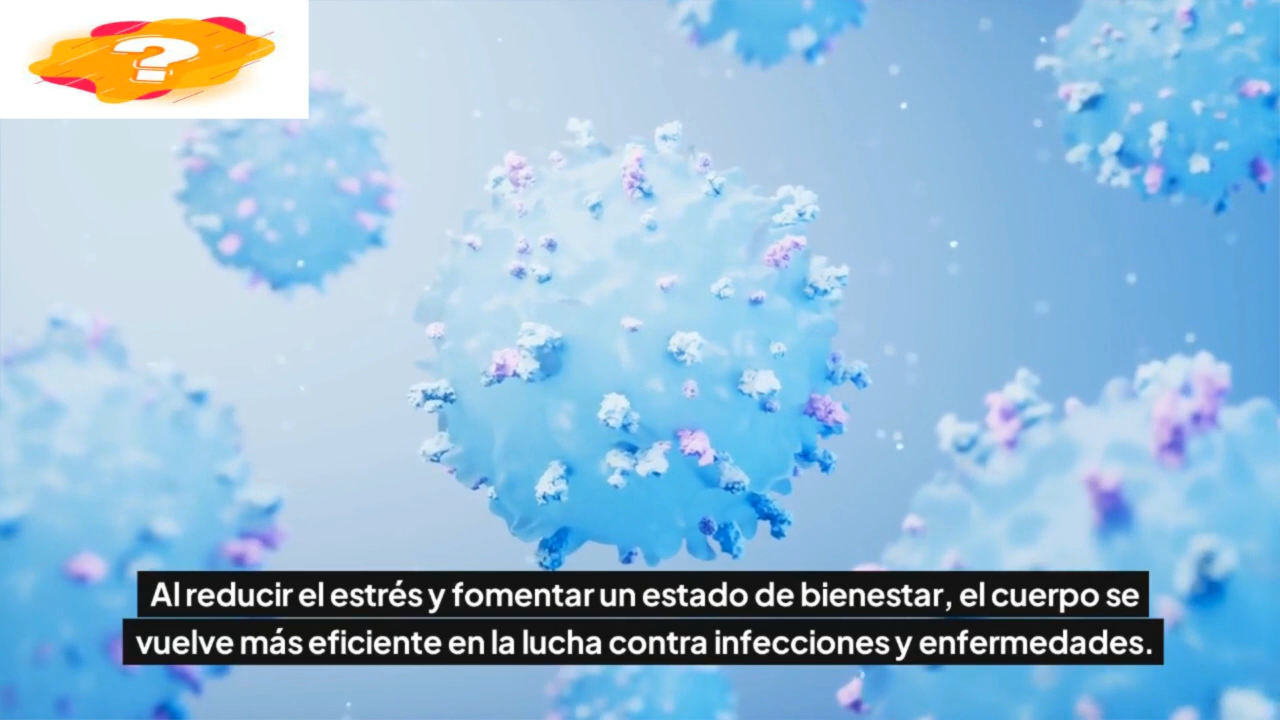 ?
Al reducir el estrés y fomentar un estado de bienestar, el cuerpo se
vuelve más eficiente en la lucha contra infecciones y enfermedades.